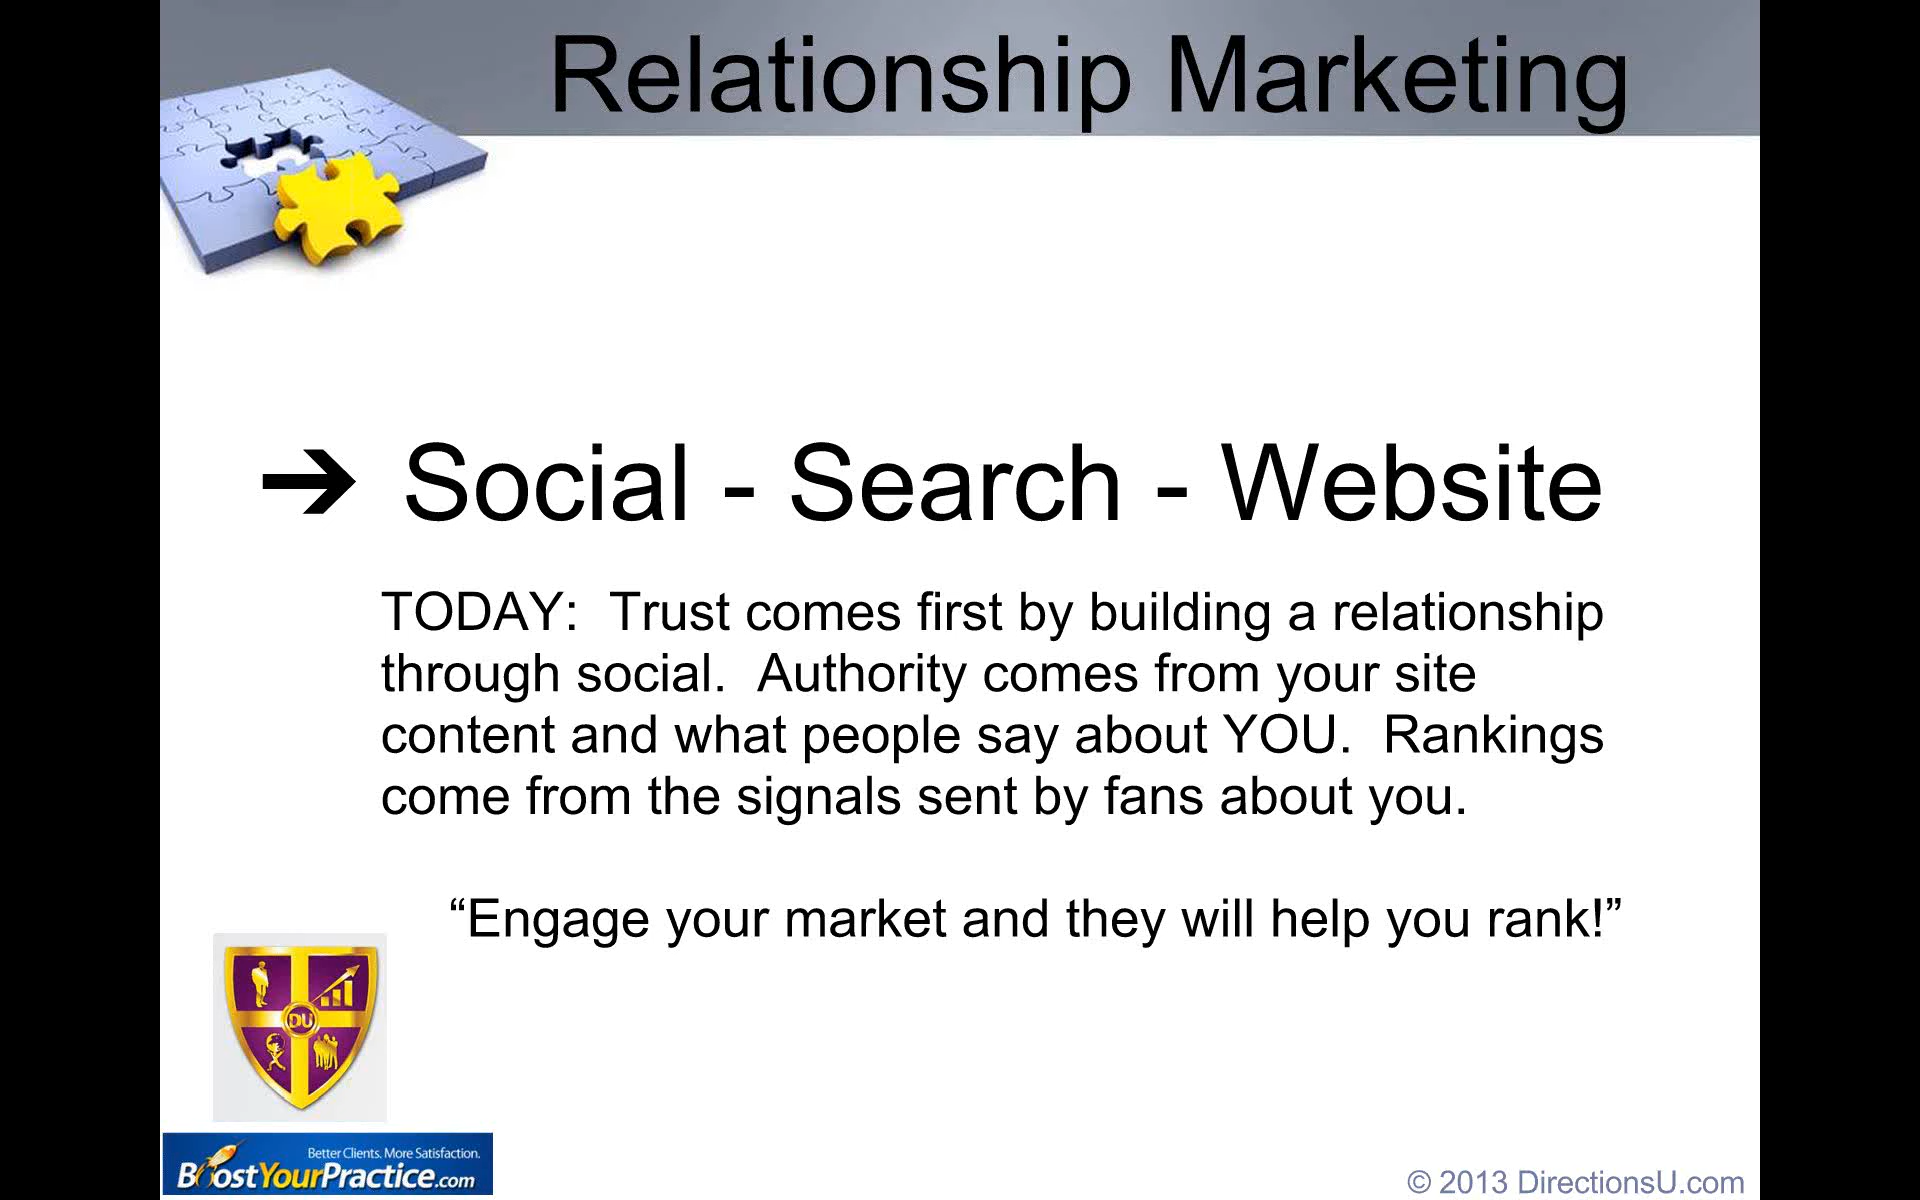 Relationship Marketing
➔ Social - Search - Website
TODAY:  Trust comes first by building a relationship
through social.  Authority comes from your site
content and what people say about YOU.  Rankings
come from the signals sent by fans about you.
“Engage your market and they will help you rank!”
DU
Better Clients. More Satisfaction.
BoostYourPractice.com
© 2013 DirectionsU.com